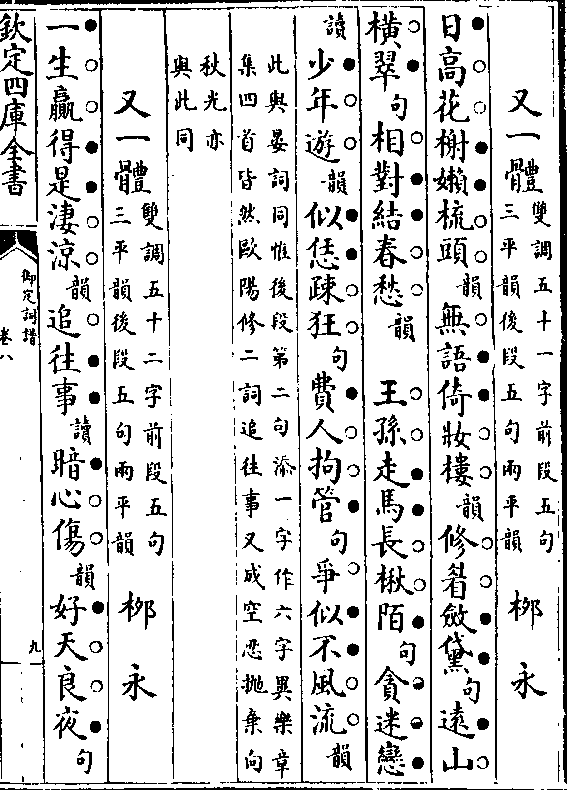 又一體 雙調五十一字前段五句三平韻後段五句兩平韻 柳永
日高花榭嬾梳頭韻無語倚妝樓韻修眉斂黛句遠山
橫翠句相對結春愁韻 王孫走馬長楸陌句貪迷戀
讀少年遊韻似恁疎狂句費人拘管句爭似不風流韻
此與晏詞同惟後段第二句添一字作六字異樂章
集四首皆然歐陽修二詞追往事又成空恐拋棄向
秋光亦
與此同
又一體 雙調五十二字前段五句三平韻後段五句兩平韻 柳永
一生贏得是淒涼韻追往事讀暗心傷韻好天良夜句
欽定四庫全書
御定詞譜
卷八
九